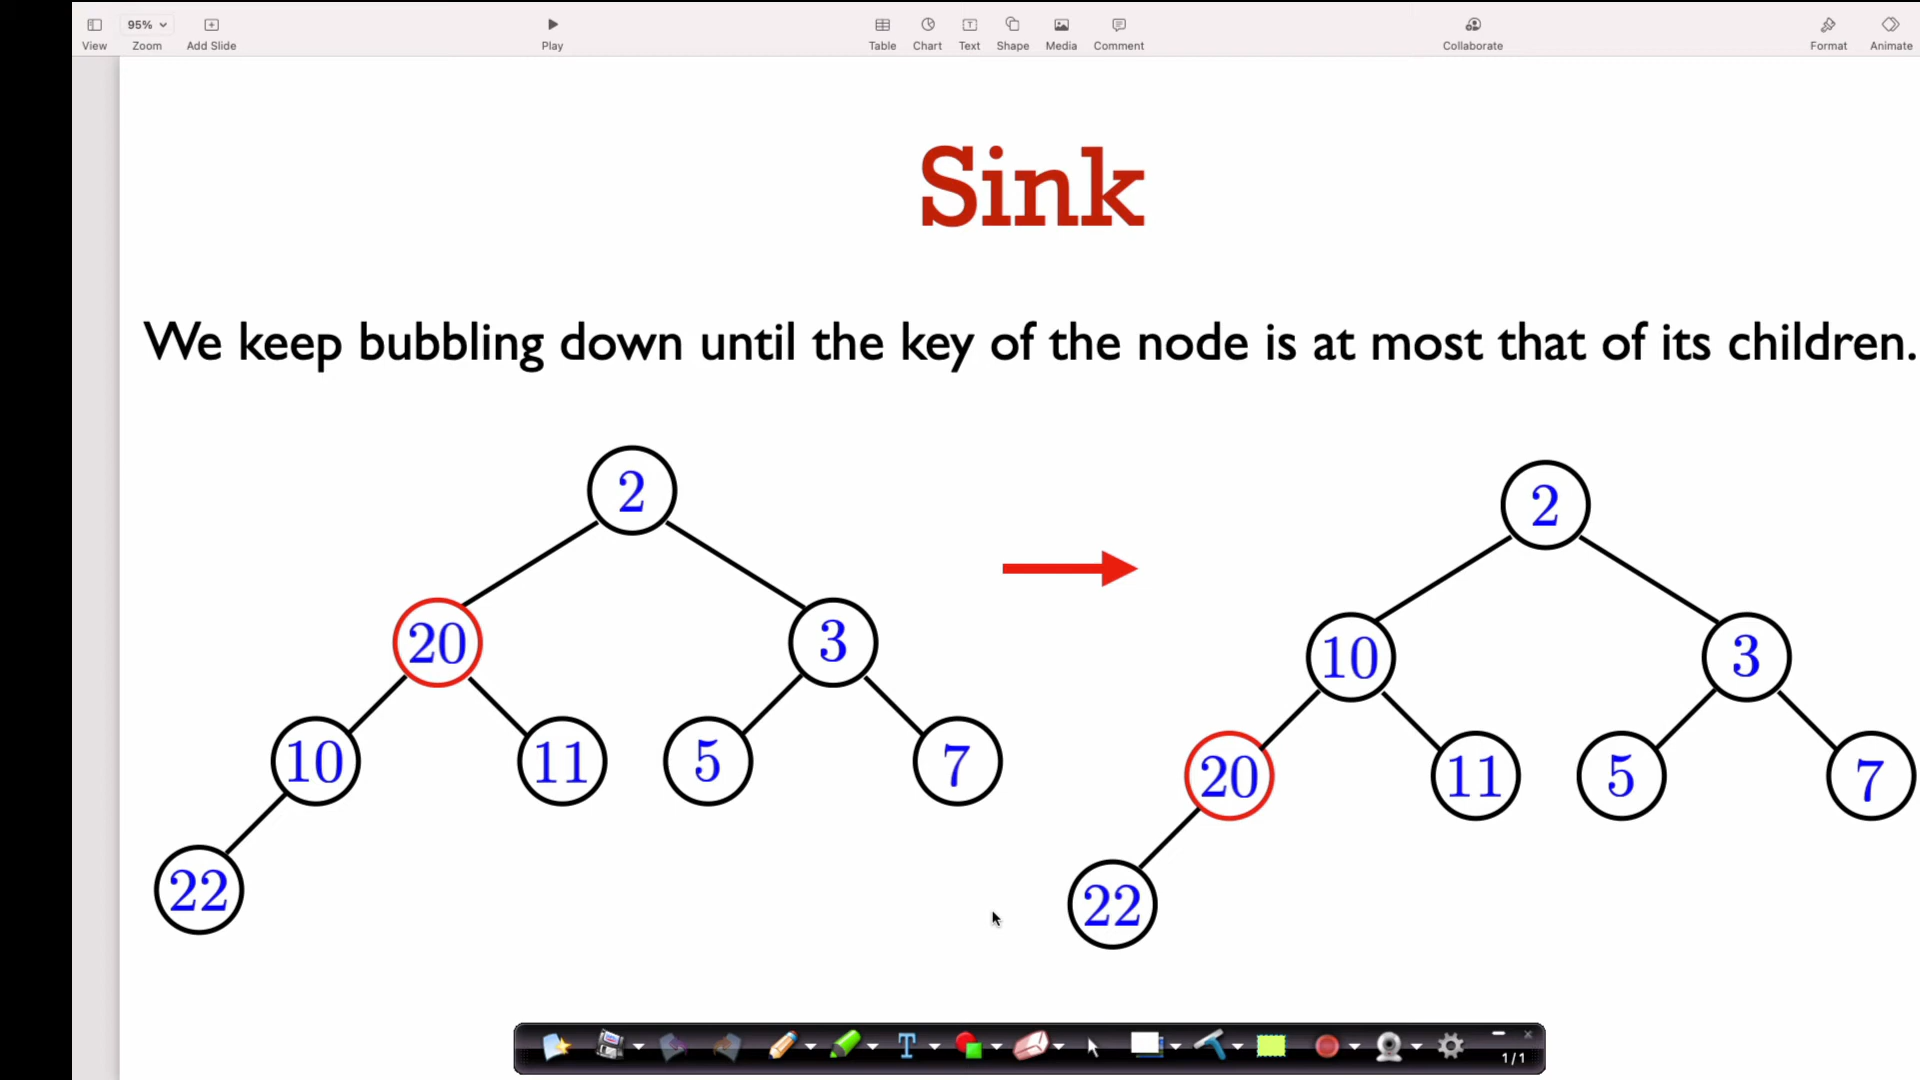 95%
View Zoom Add Slide Play Table Chart Text Shape Media Comment Collaborate Format Animate
Sink
We keep bubbling down until the key of the node is at most that of its children.
2 2
20 3 10 3
10 11 5 7 20 11 5 7
22 22
T
1/1